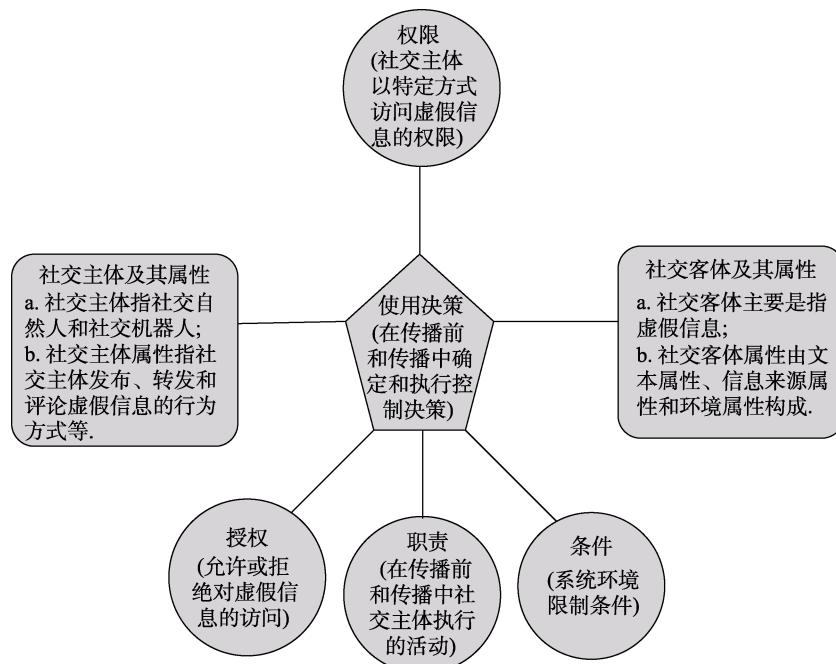 权限
(社交主体
以特定方式
访问虚假信
息的权限)
社交主体及其属性
a. 社交主体指社交自
然人和社交机器人;
b. 社交主体属性指社
交主体发布、转发和
评论虚假信息的行为
方式等.
使用决策
(在传播前
和传播中确
定和执行控
制决策)
社交客体及其属性
a. 社交客体主要是指
虚假信息;
b. 社交客体属性由文
本属性、信息来源属
性和环境属性构成.
授权
(允许或拒
绝对虚假信
息的访问)
职责
(在传播前
和传播中社
交主体执行
的活动)
条件
(系统环境
限制条件)